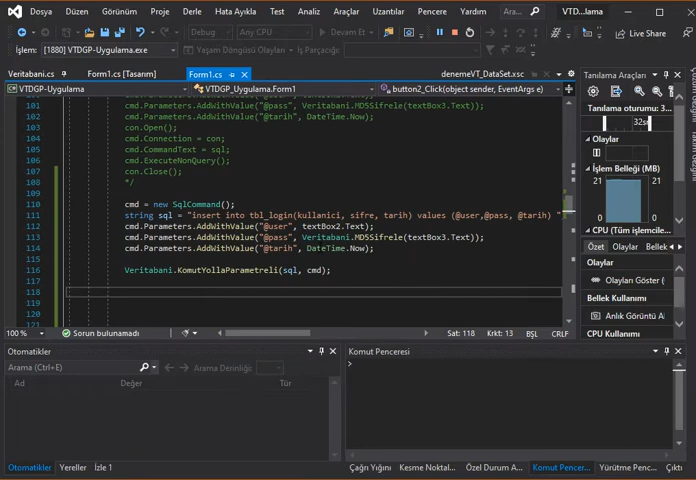 Dosya Düzen Görünüm Proje Derle Hata Ayıkla Test Analiz Araçlar Uzantılar Pencere Yardım Ara... VTD...lama
Debug Any CPU Devam Et Live Share
İşlem: [1880] VTDGP-Uygulama.exe Yaşam Döngüsü Olayları İş Parçacığı:
Veritabani.cs Form1.cs [Tasarım] Form1.cs denemeVT_DataSet.xsc
VTDGP-Uygulama VTDGP_Uygulama.Form1 button2_Click(object sender, EventArgs e)
101 cmd.Parameters.AddWithValue("@pass", Veritabani.MD5Sifrele(textBox3.Text));
102 cmd.Parameters.AddWithValue("@tarih", DateTime.Now);
103 con.Open();
104 cmd.Connection = con;
105 cmd.CommandText = sql;
106 cmd.ExecuteNonQuery();
107 con.Close();
108 */
109
110 cmd = new SqlCommand();
111 string sql = "insert into tbl_login(kullanici, sifre, tarih) values (@user,@pass, @tarih) "
112 cmd.Parameters.AddWithValue("@user", textBox2.Text);
113 cmd.Parameters.AddWithValue("@pass", Veritabani.MD5Sifrele(textBox3.Text));
114 cmd.Parameters.AddWithValue("@tarih", DateTime.Now);
115
116 Veritabani.KomutYollaParametreli(sql, cmd);
117
118
119
120
121
100 % Sorun bulunamadı Sat: 118 Krkt: 13 BŞL CRLF
Tanılama Araçları
Tanılama oturumu: 3...
32sn
Olaylar
İşlem Belleği (MB)
21 21
0 0
CPU (Tüm işlemcile...
Özet Olaylar Bellek
Olaylar
Olayları Göster (
Bellek Kullanımı
Anlık Görüntü Al
CPU Kullanımı
Otomatikler
Arama (Ctrl+E) Arama Derinliği:
Ad Değer Tür
Otomatikler Yereller İzle 1
Komut Penceresi
>
Çağrı Yığını Kesme Noktal... Özel Durum A... Komut Pencer... Yürütme Penc... Çıktı